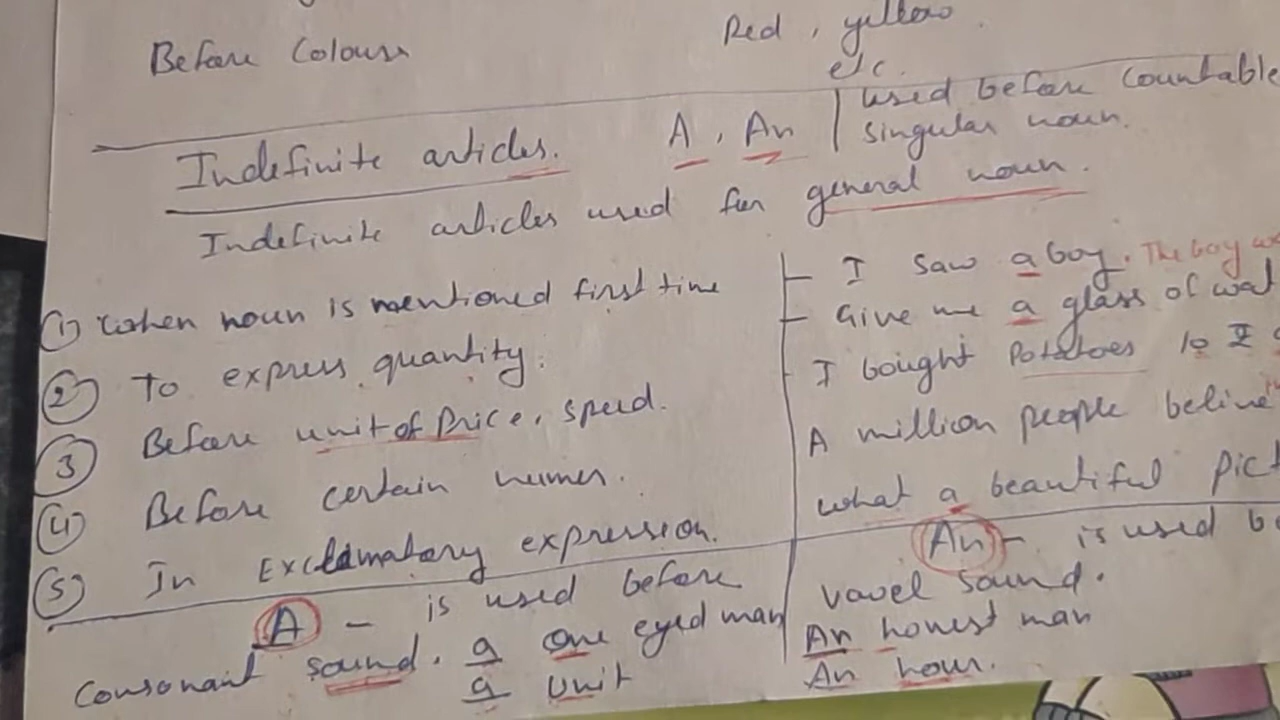 Before Colours
Red, yellow.
etc.
Indefinite articles.
A, An
used before Countable
singular noun.
Indefinite articles used for general noun.
(1) When noun is mentioned first time
(2) To express quantity.
(3) Before unit of Price, speed.
(4) Before certain numer.
(5) In Exclamatory expression.
I saw a boy. The boy
Give me a glass of wat
I bought Potatoes 10
A million people belive
what a beautiful pict
A - is used before
consonant sound. a one eyed man
a unit
An - is used b
vovel sound.
An honest man
An hour.